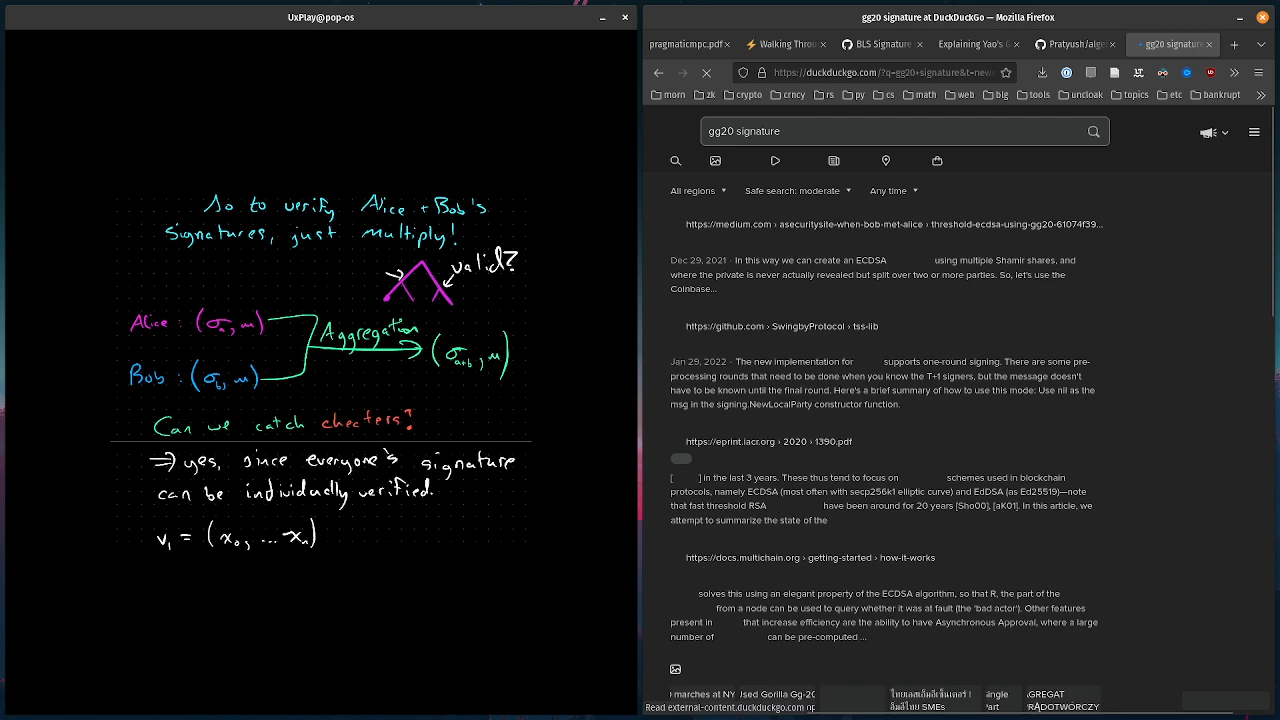 UxPlay@pop-os
So to verify Alice + Bob's
signatures, just multiply!
valid?
Alice : (σa, m)
Aggregation
(σa+b, m)
Bob : (σb, m)
Can we catch cheaters?
⇒ yes, since everyone's signature
can be individually verified.
v₁ = (x₀, ... xₙ)
gg20 signature at DuckDuckGo — Mozilla Firefox
pragmaticmpc.pdf
Walking Throu
BLS Signature
Explaining Yao's G
Pratyush/alge
gg20 signature
https://duckduckgo.com/?q=gg20+signature&t=new
morn zk crypto crncy rs py cs math web big tools uncloak topics etc bankrupt
gg20 signature
All regions Safe search: moderate Any time
https://medium.com › asecuritysite-when-bob-met-alice › threshold-ecdsa-using-gg20-61074f39...
Dec 29, 2021 · In this way we can create an ECDSA using multiple Shamir shares, and
where the private is never actually revealed but split over two or more parties. So, let's use the
Coinbase...
https://github.com › SwingbyProtocol › tss-lib
Jan 29, 2022 · The new implementation for supports one-round signing. There are some pre-
processing rounds that need to be done when you know the T+1 signers, but the message doesn't
have to be known until the final round. Here's a brief summary of how to use this mode: Use nil as the
msg in the signing.NewLocalParty constructor function.
https://eprint.iacr.org › 2020 › 1390.pdf
[ ] In the last 3 years. These thus tend to focus on schemes used in blockchain
protocols, namely ECDSA (most often with secp256k1 elliptic curve) and EdDSA (as Ed25519)—note
that fast threshold RSA have been around for 20 years [Sho00], [aK01]. In this article, we
attempt to summarize the state of the
https://docs.multichain.org › getting-started › how-it-works
solves this using an elegant property of the ECDSA algorithm, so that R, the part of the
from a node can be used to query whether it was at fault (the 'bad actor'). Other features
present in that increase efficiency are the ability to have Asynchronous Approval, where a large
number of can be pre-computed ...
marches at NY Jsed Gorilla Gg-20 ingle AGREGAT
SMEs Part PRĄDOTWÓRCZY
Read external-content.duckduckgo.com